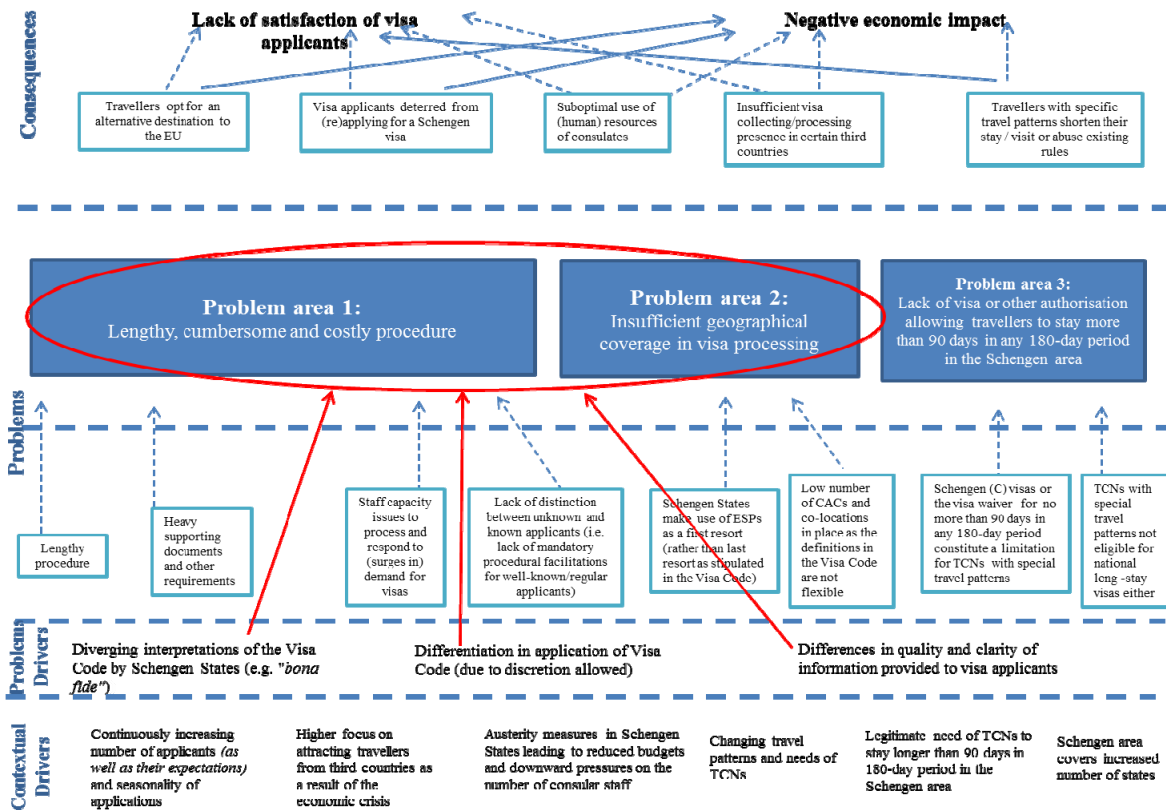 Consequences
Lack of satisfaction of visa
applicants
Negative economic impact
Travellers opt for an
alternative destination to
the EU
Visa applicants deterred from
(re)applying for a Schengen
visa
Suboptimal use of
(human) resources
of consulates
Insufficient visa
collecting/processing
presence in certain third
countries
Travellers with specific
travel patterns shorten their
stay / visit or abuse existing
rules
Problems
Problem area 1:
Lengthy, cumbersome and costly procedure
Problem area 2:
Insufficient geographical
coverage in visa processing
Problem area 3:
Lack of visa or other authorisation
allowing travellers to stay more
than 90 days in any 180-day period
in the Schengen area
Lengthy
procedure
Heavy
supporting
documents
and other
requirements
Staff capacity
issues to
process and
respond to
(surges in)
demand for
visas
Lack of distinction
between unknown and
known applicants (i.e.
lack of mandatory
procedural facilitations
for well-known/regular
applicants)
Schengen States
make use of ESPs
as a first resort
(rather than last
resort as stipulated
in the Visa Code)
Low number
of CACs and
co-locations
in place as the
definitions in
the Visa Code
are not
flexible
Schengen (C) visas or
the visa waiver for no
more than 90 days in
any 180-day period
constitute a limitation
for TCNs with special
travel patterns
TCNs with
special
travel
patterns not
eligible for
national
long -stay
visas either
Problems
Drivers
Diverging interpretations of the Visa
Code by Schengen States (e.g. "bona
fide")
Differentiation in application of Visa
Code (due to discretion allowed)
Differences in quality and clarity of
information provided to visa applicants
Contextual
Drivers
Continuously increasing
number of applicants (as
well as their expectations)
and seasonality of
applications
Higher focus on
attracting travellers
from third countries as
a result of the
economic crisis
Austerity measures in Schengen
States leading to reduced budgets
and downward pressures on the
number of consular staff
Changing travel
patterns and needs of
TCNs
Legitimate need of TCNs to
stay longer than 90 days in
180-day period in the
Schengen area
Schengen area
covers increased
number of states